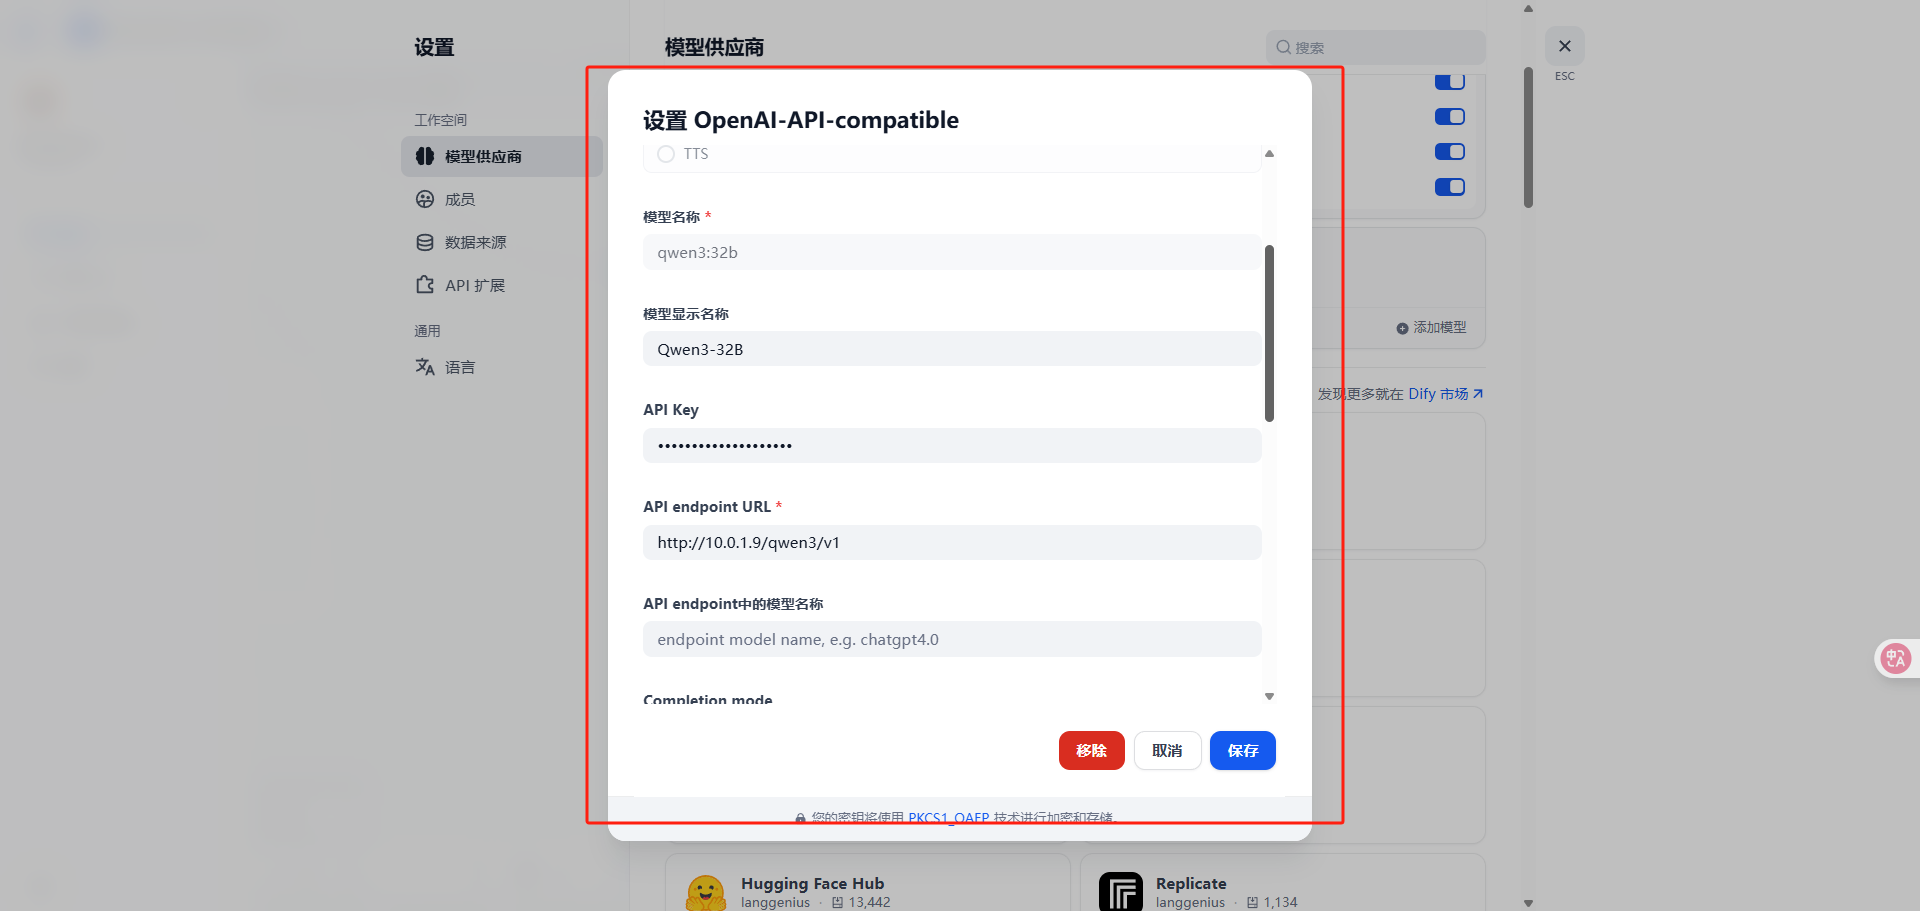 设置
工作空间
模型供应商
成员
数据来源
API 扩展
通用
语言
模型供应商
搜索
ESC
添加模型
发现更多就在 Dify 市场
设置 OpenAI-API-compatible
TTS
模型名称 *
qwen3:32b
模型显示名称
Qwen3-32B
API Key
••••••••••••••••••••
API endpoint URL *
http://10.0.1.9/qwen3/v1
API endpoint中的模型名称
endpoint model name, e.g. chatgpt4.0
Completion mode
移除
取消
保存
您的密钥将使用 PKCS1_OAEP 技术进行加密和存储。
Hugging Face Hub
langgenius · 13,442
Replicate
langgenius · 1,134